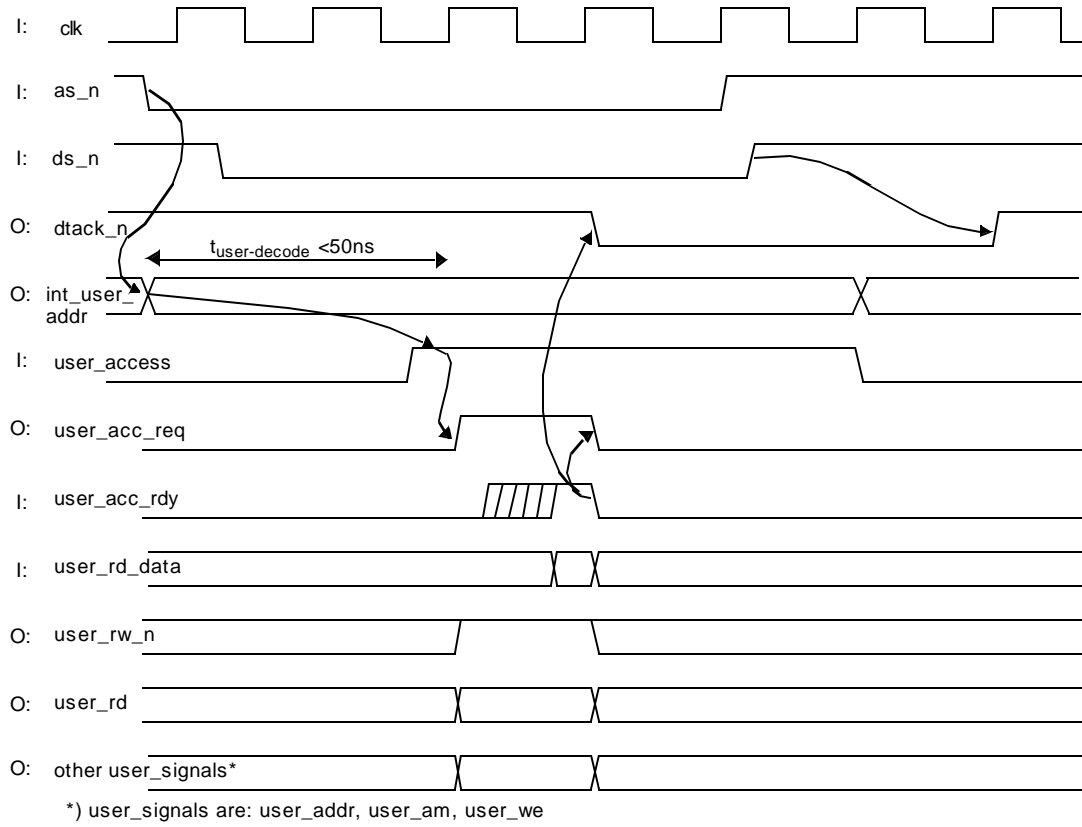 I: clk
I: as_n
I: ds_n
O: dtack_n
tuser-decode <50ns
O: int_user_
addr
I: user_access
O: user_acc_req
I: user_acc_rdy
I: user_rd_data
O: user_rw_n
O: user_rd
O: other user_signals*
*) user_signals are: user_addr, user_am, user_we